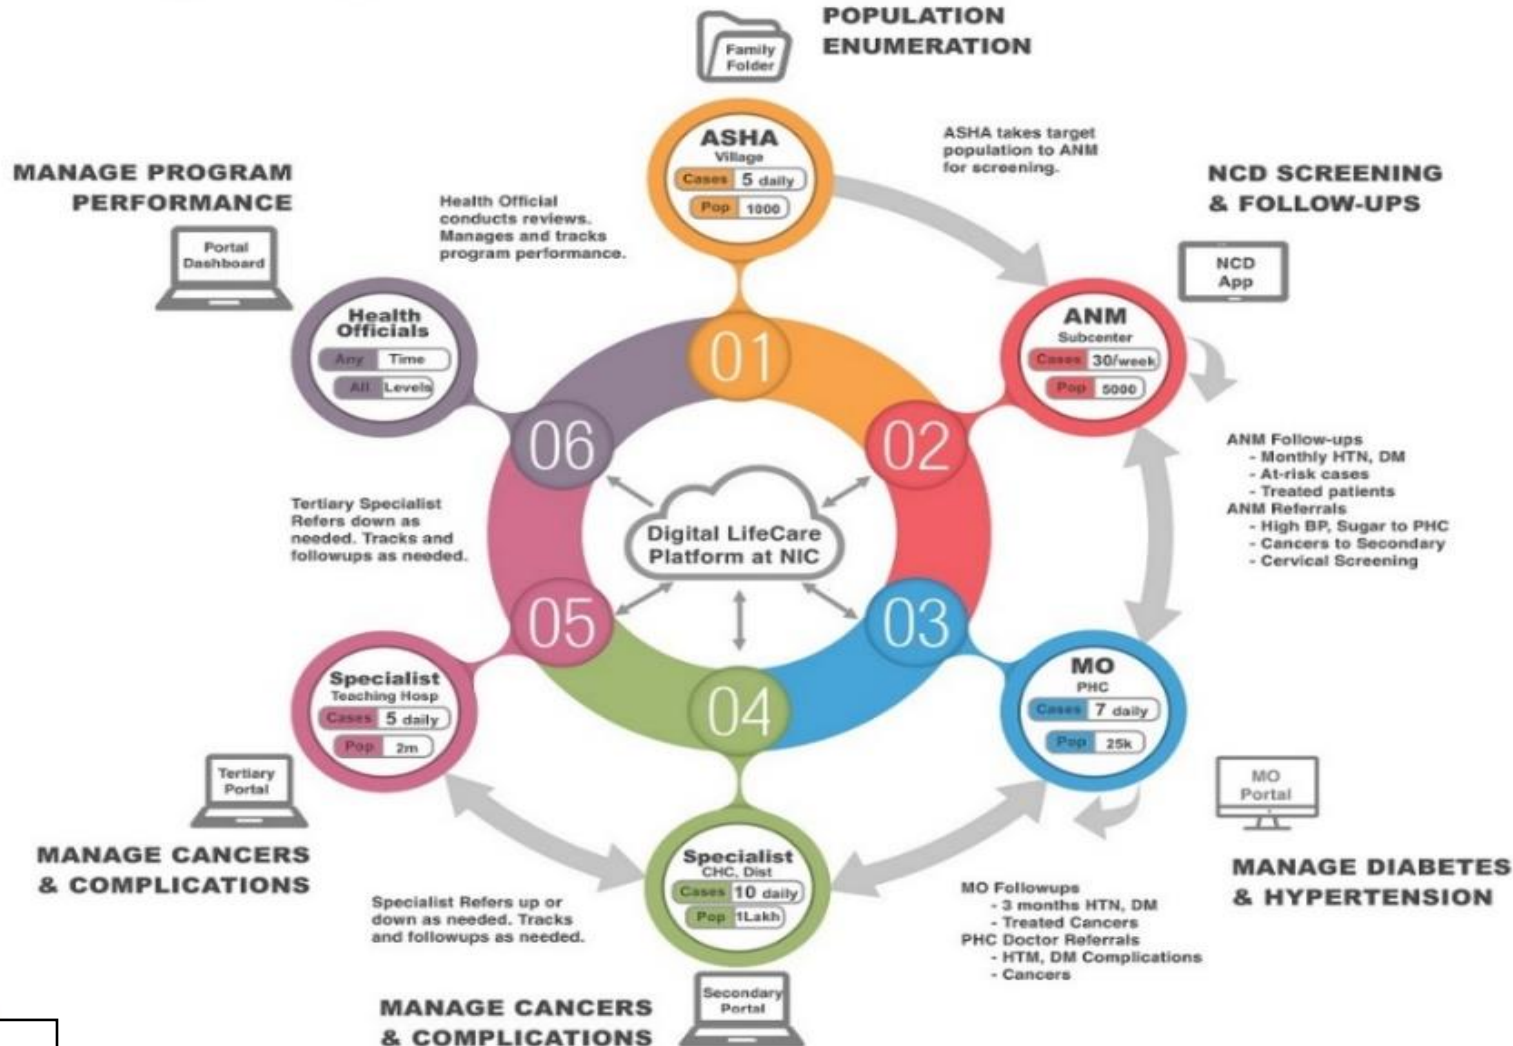 POPULATION
ENUMERATION
Family
Folder
ASHA
Village
Cases 5 daily
Pop 1000
ASHA takes target
population to ANM
for screening.
NCD SCREENING
& FOLLOW-UPS
NCD
App
ANM
Subcenter
Cases 30/week
Pop 5000
ANM Follow-ups
- Monthly HTN, DM
- At-risk cases
- Treated patients
ANM Referrals
- High BP, Sugar to PHC
- Cancers to Secondary
- Cervical Screening
MO
PHC
Cases 7 daily
Pop 25k
MO
Portal
MANAGE DIABETES
& HYPERTENSION
MO Followups
- 3 months HTN, DM
- Treated Cancers
PHC Doctor Referrals
- HTM, DM Complications
- Cancers
Specialist
CHC, Dist
Cases 10 daily
Pop 1Lakh
Secondary
Portal
MANAGE CANCERS
& COMPLICATIONS
Specialist Refers up or
down as needed. Tracks
and followups as needed.
Specialist
Teaching Hosp
Cases 5 daily
Pop 2m
Tertiary
Portal
MANAGE CANCERS
& COMPLICATIONS
Tertiary Specialist
Refers down as
needed. Tracks and
followups as needed.
Health
Officials
Any Time
All Levels
Portal
Dashboard
MANAGE PROGRAM
PERFORMANCE
Health Official
conducts reviews.
Manages and tracks
program performance.
01
02
03
04
05
06
Digital LifeCare
Platform at NIC